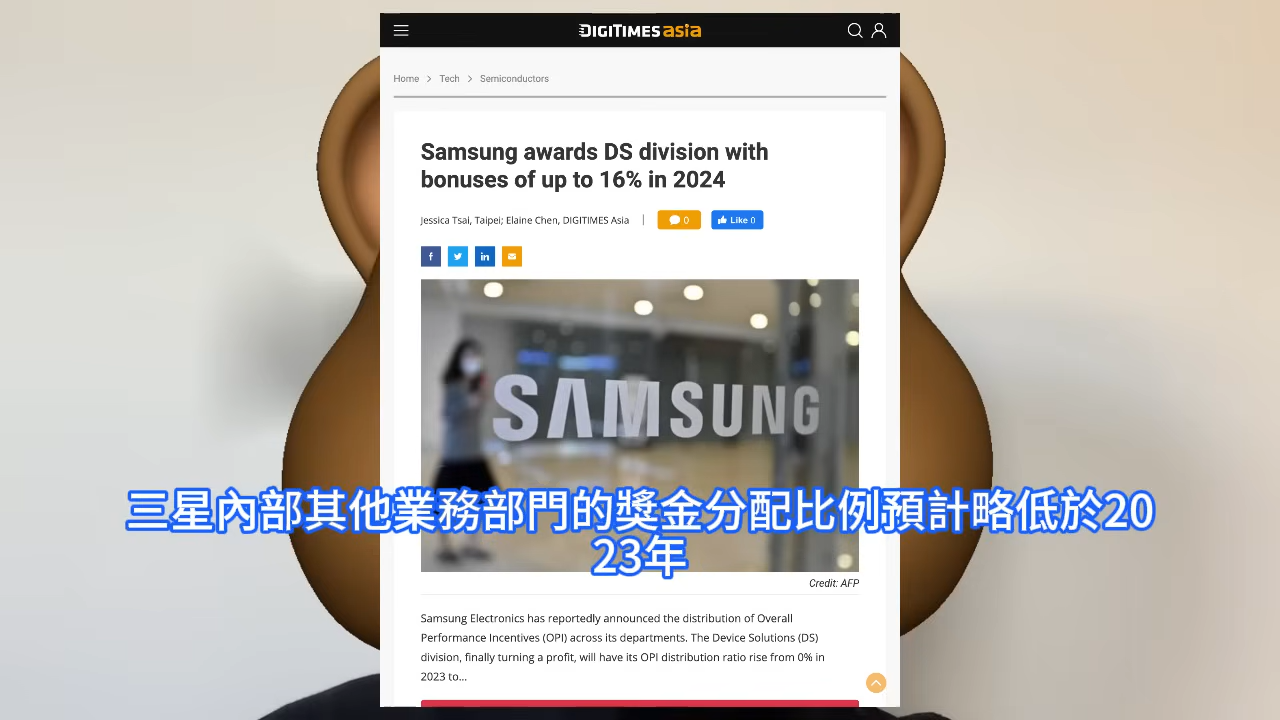 DIGITIMES asia
Home > Tech > Semiconductors
Samsung awards DS division with
bonuses of up to 16% in 2024
Jessica Tsai, Taipei; Elaine Chen, DIGITIMES Asia | 0 Like 0
SAMSUNG
三星內部其他業務部門的獎金分配比例預計略低於20
23年
Credit: AFP
Samsung Electronics has reportedly announced the distribution of Overall
Performance Incentives (OPI) across its departments. The Device Solutions (DS)
division, finally turning a profit, will have its OPI distribution ratio rise from 0% in
2023 to...